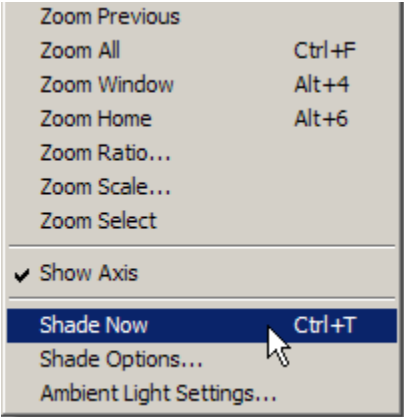 Zoom Previous
Zoom All Ctrl+F
Zoom Window Alt+4
Zoom Home Alt+6
Zoom Ratio...
Zoom Scale...
Zoom Select
Show Axis
Shade Now Ctrl+T
Shade Options...
Ambient Light Settings...